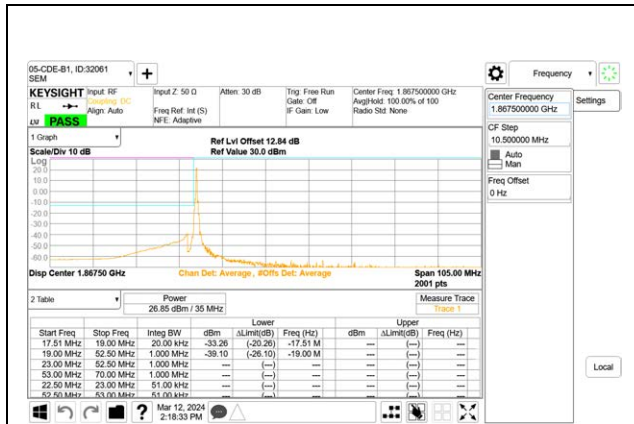 05-CDE-B1, ID:32061
SEM
Frequency
KEYSIGHT
Input: RF
Input Z: 50 Ω
Atten: 30 dB
Trig: Free Run
Center Freq: 1.867500000 GHz
RL
Coupling: DC
Gate: Off
Avg|Hold: 100.00% of 100
Align: Auto
Freq Ref: Int (S)
IF Gain: Low
Radio Std: None
NFE: Adaptive
PASS
Center Frequency
1.867500000 GHz
Settings
CF Step
10.500000 MHz
Auto
Man
Freq Offset
0 Hz
Local
1 Graph
Ref Lvl Offset 12.84 dB
Scale/Div 10 dB
Ref Value 30.0 dBm
Log
20.0
10.0
0.00
-10.0
-20.0
-30.0
-40.0
-50.0
-60.0
Disp Center 1.86750 GHz
Chan Det: Average , #Offs Det: Average
Span 105.00 MHz
2001 pts
2 Table
Power
26.85 dBm / 35 MHz
Measure Trace
Trace 1
Lower
Upper
Start Freq Stop Freq Integ BW dBm ΔLimit(dB) Freq (Hz) dBm ΔLimit(dB) Freq (Hz)
17.51 MHz 19.00 MHz 20.00 kHz -33.26 (-20.26) -17.51 M --- (---) ---
19.00 MHz 52.50 MHz 1.000 MHz -39.10 (-26.10) -19.00 M --- (---) ---
23.00 MHz 52.50 MHz 1.000 MHz --- (---) --- --- (---) ---
53.00 MHz 70.00 MHz 1.000 MHz --- (---) --- --- (---) ---
22.50 MHz 23.00 MHz 51.00 kHz --- (---) --- --- (---) ---
52.50 MHz 53.00 MHz 51.00 kHz --- (---) --- --- (---) ---
Mar 12, 2024
2:18:33 PM